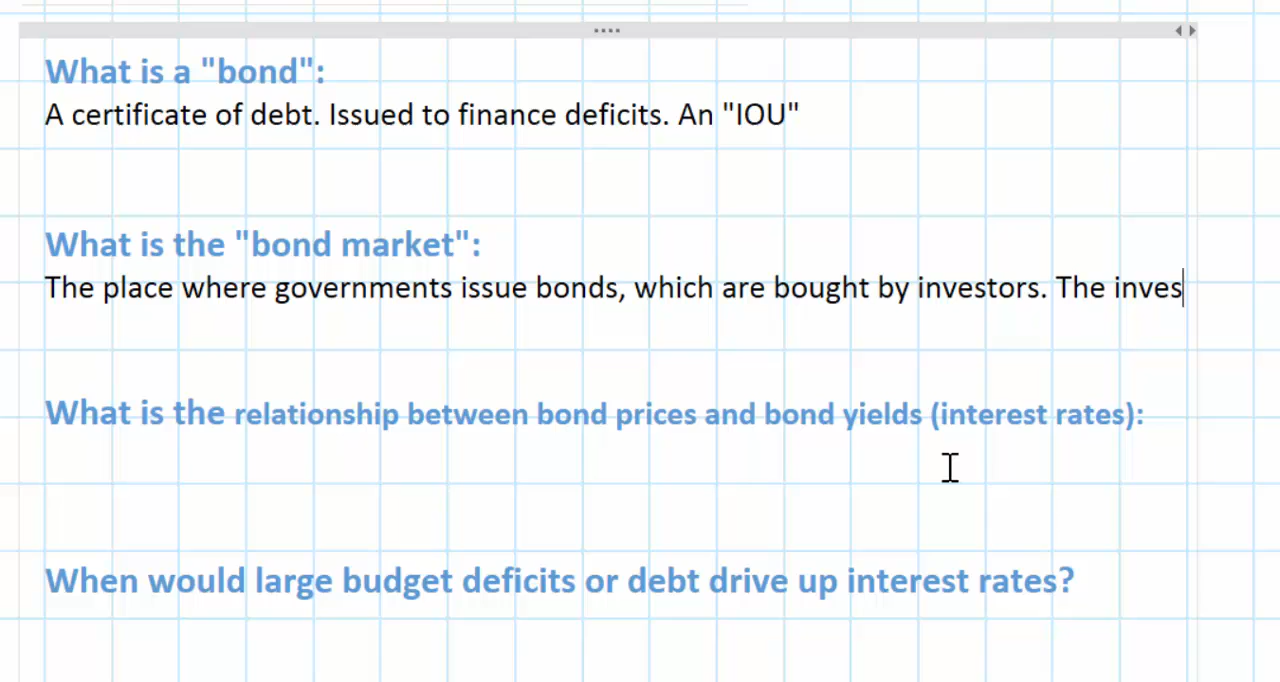 What is a "bond":
A certificate of debt. Issued to finance deficits. An "IOU"
What is the "bond market":
The place where governments issue bonds, which are bought by investors. The inves
What is the relationship between bond prices and bond yields (interest rates):
When would large budget deficits or debt drive up interest rates?